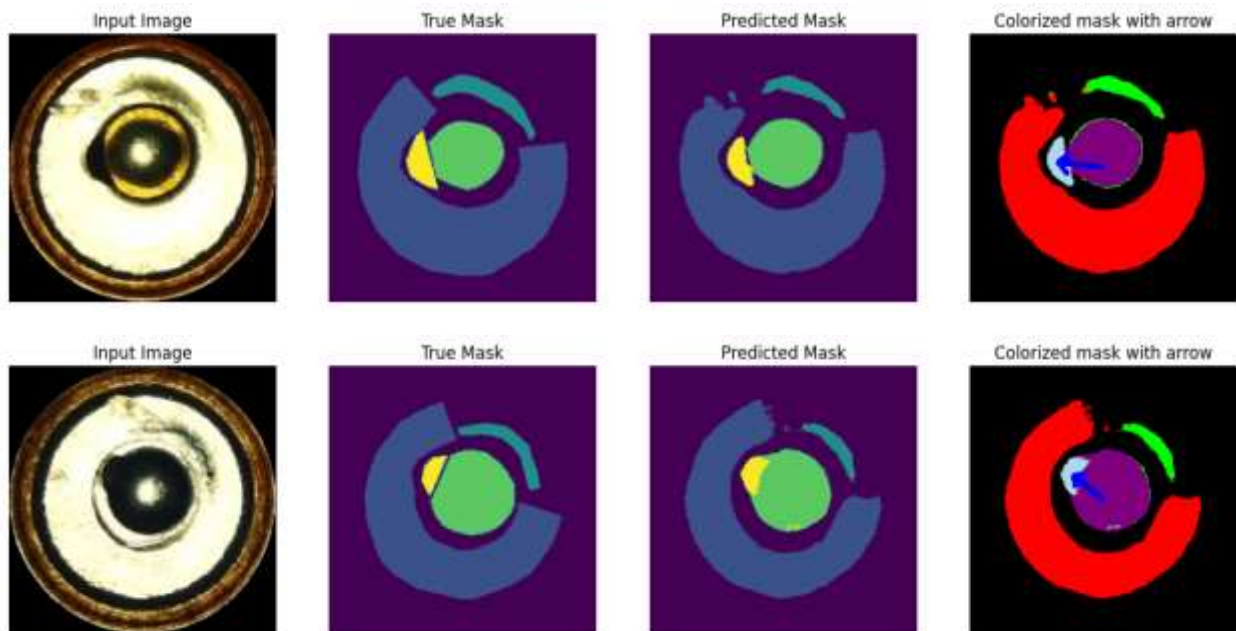 Input Image
True Mask
Predicted Mask
Colorized mask with arrow
Input Image
True Mask
Predicted Mask
Colorized mask with arrow